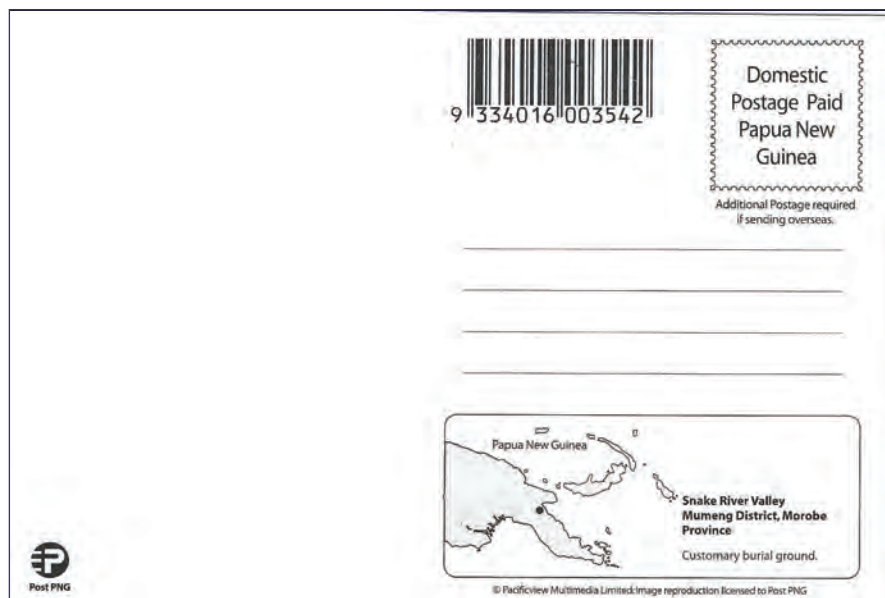 9 334016 003542
Domestic
Postage Paid
Papua New
Guinea
Additional Postage required
if sending overseas.
Papua New Guinea
Snake River Valley
Mumeng District, Morobe
Province
Customary burial ground.
Post PNG
© Pacificview Multimedia Limited: Image reproduction licensed to Post PNG